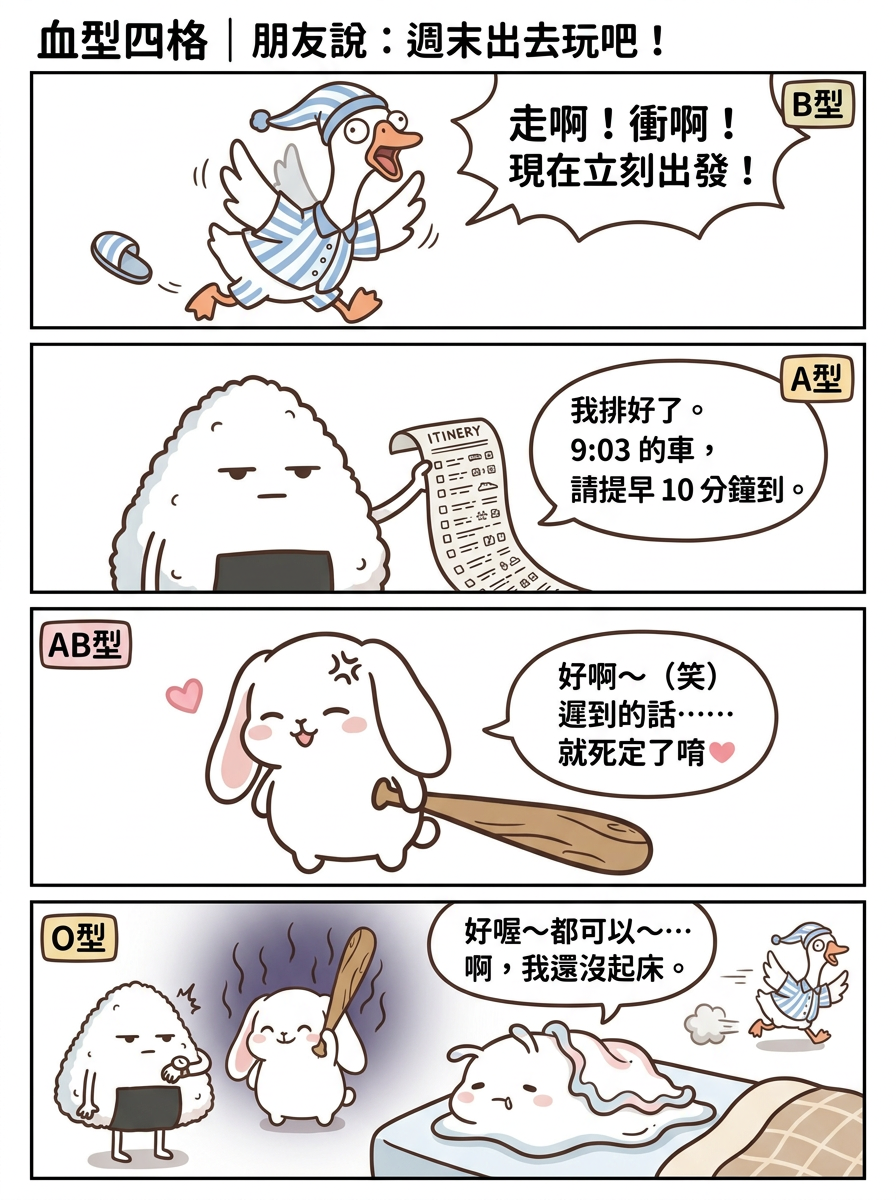 血型四格｜朋友說：週末出去玩吧！
B型
走啊！衝啊！
現在立刻出發！
A型
我排好了。
9:03 的車，
請提早 10 分鐘到。
ITINERY
AB型
好啊～（笑）
遲到的話……
就死定了唷❤
O型
好喔～都可以～…
啊，我還沒起床。